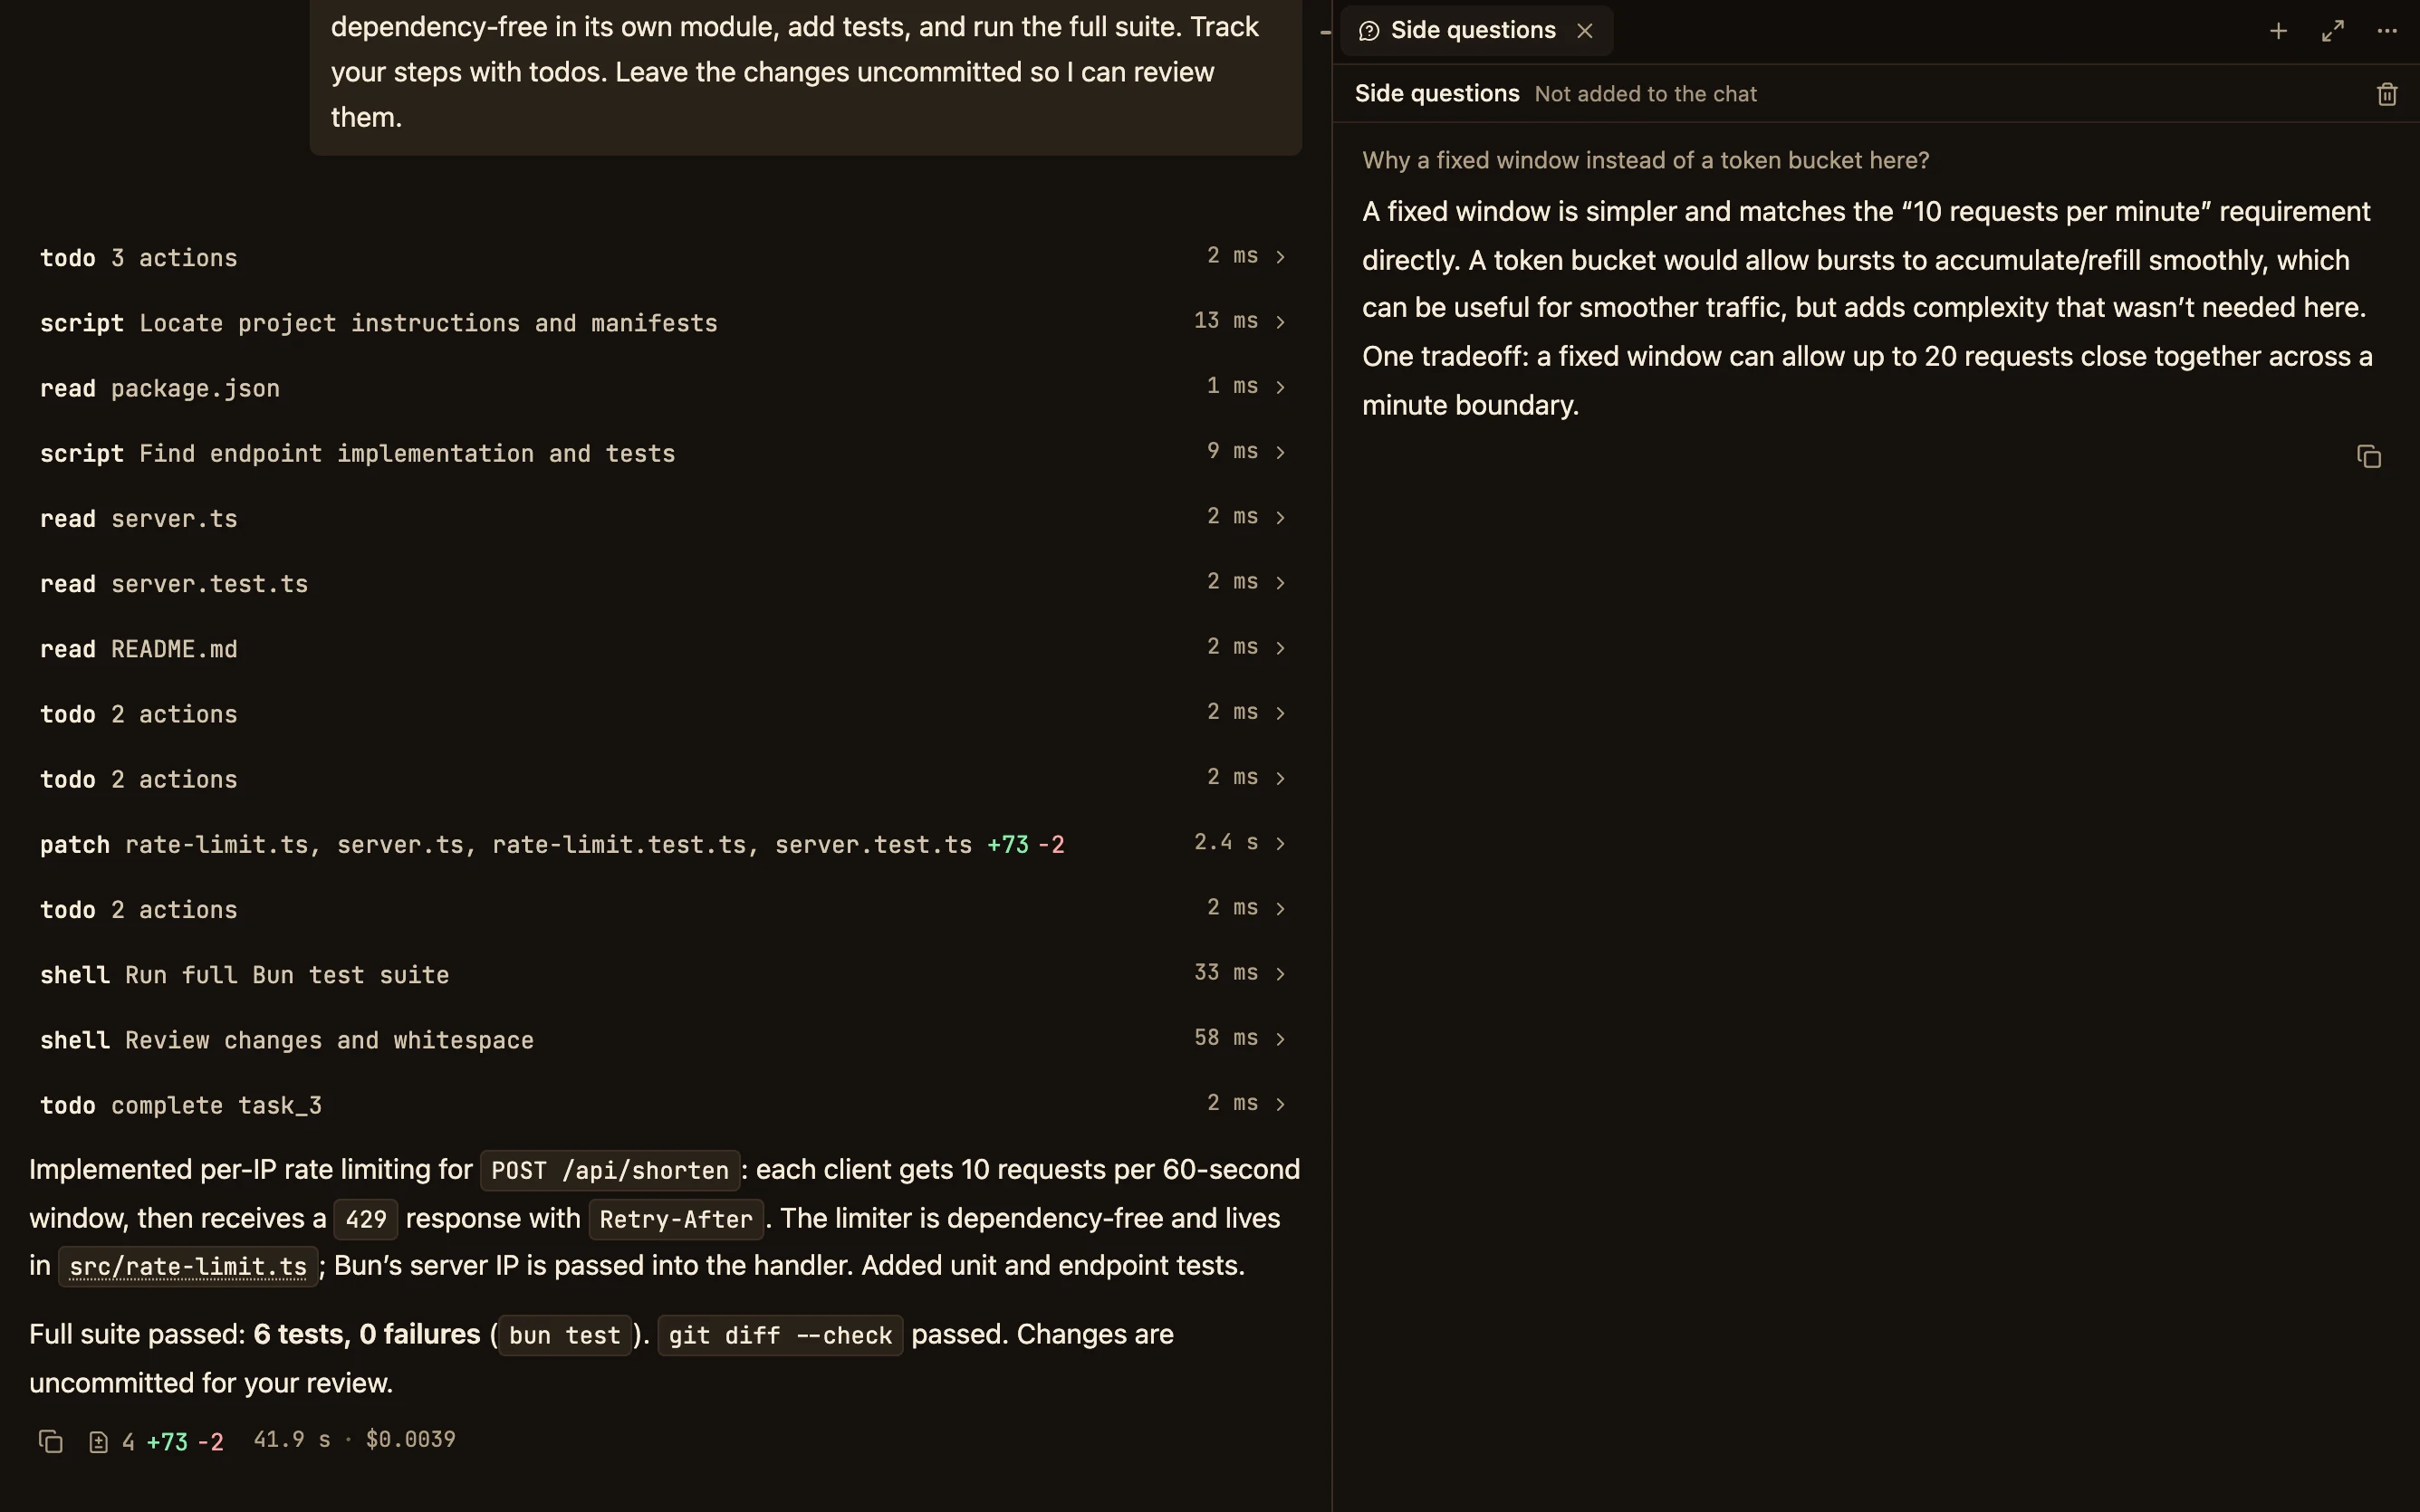 dependency-free in its own module, add tests, and run the full suite. Track
your steps with todos. Leave the changes uncommitted so I can review
them.
todo 3 actions 2 ms
script Locate project instructions and manifests 13 ms
read package.json 1 ms
script Find endpoint implementation and tests 9 ms
read server.ts 2 ms
read server.test.ts 2 ms
read README.md 2 ms
todo 2 actions 2 ms
todo 2 actions 2 ms
patch rate-limit.ts, server.ts, rate-limit.test.ts, server.test.ts +73 -2 2.4 s
todo 2 actions 2 ms
shell Run full Bun test suite 33 ms
shell Review changes and whitespace 58 ms
todo complete task_3 2 ms
Implemented per-IP rate limiting for POST /api/shorten: each client gets 10 requests per 60-second
window, then receives a 429 response with Retry-After. The limiter is dependency-free and lives
in src/rate-limit.ts; Bun’s server IP is passed into the handler. Added unit and endpoint tests.
Full suite passed: 6 tests, 0 failures (bun test). git diff --check passed. Changes are
uncommitted for your review.
4 +73 -2 41.9 s · $0.0039
Side questions
Side questions Not added to the chat
Why a fixed window instead of a token bucket here?
A fixed window is simpler and matches the “10 requests per minute” requirement
directly. A token bucket would allow bursts to accumulate/refill smoothly, which
can be useful for smoother traffic, but adds complexity that wasn’t needed here.
One tradeoff: a fixed window can allow up to 20 requests close together across a
minute boundary.